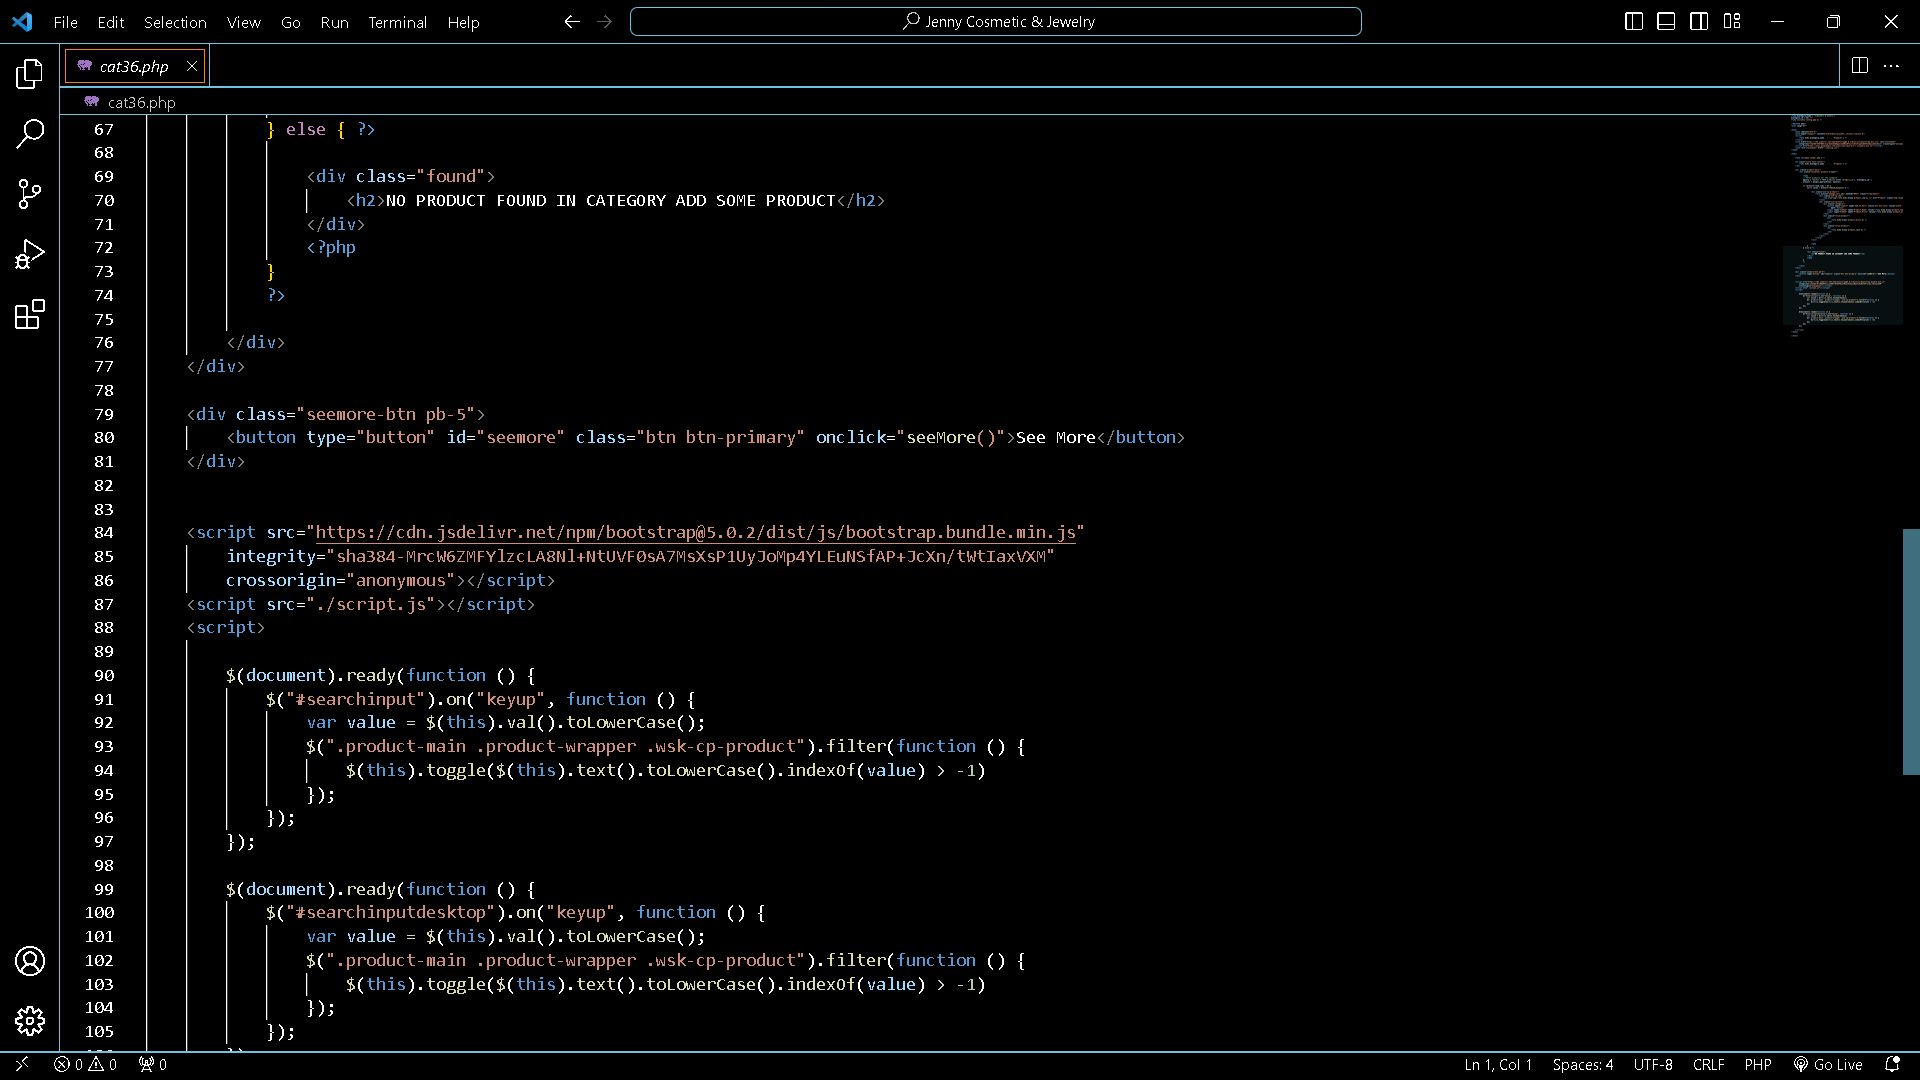 File Edit Selection View Go Run Terminal Help
Jenny Cosmetic & Jewelry
cat36.php
cat36.php
67 } else { ?>
68
69 <div class="found">
70 <h2>NO PRODUCT FOUND IN CATEGORY ADD SOME PRODUCT</h2>
71 </div>
72 <?php
73 }
74 ?>
75
76 </div>
77 </div>
78
79 <div class="seemore-btn pb-5">
80 <button type="button" id="seemore" class="btn btn-primary" onclick="seeMore()">See More</button>
81 </div>
82
83
84 <script src="https://cdn.jsdelivr.net/npm/bootstrap@5.0.2/dist/js/bootstrap.bundle.min.js"
85 integrity="sha384-MrcW6ZMFYlzcLA8Nl+NtUVF0sA7MsXsP1UyJoMp4YLEuNSfAP+JcXn/tWtIaxVXM"
86 crossorigin="anonymous"></script>
87 <script src="./script.js"></script>
88 <script>
89
90 $(document).ready(function () {
91 $("#searchinput").on("keyup", function () {
92 var value = $(this).val().toLowerCase();
93 $(".product-main .product-wrapper .wsk-cp-product").filter(function () {
94 $(this).toggle($(this).text().toLowerCase().indexOf(value) > -1)
95 });
96 });
97 });
98
99 $(document).ready(function () {
100 $("#searchinputdesktop").on("keyup", function () {
101 var value = $(this).val().toLowerCase();
102 $(".product-main .product-wrapper .wsk-cp-product").filter(function () {
103 $(this).toggle($(this).text().toLowerCase().indexOf(value) > -1)
104 });
105 });
0 0 0 Ln 1, Col 1 Spaces: 4 UTF-8 CRLF PHP Go Live